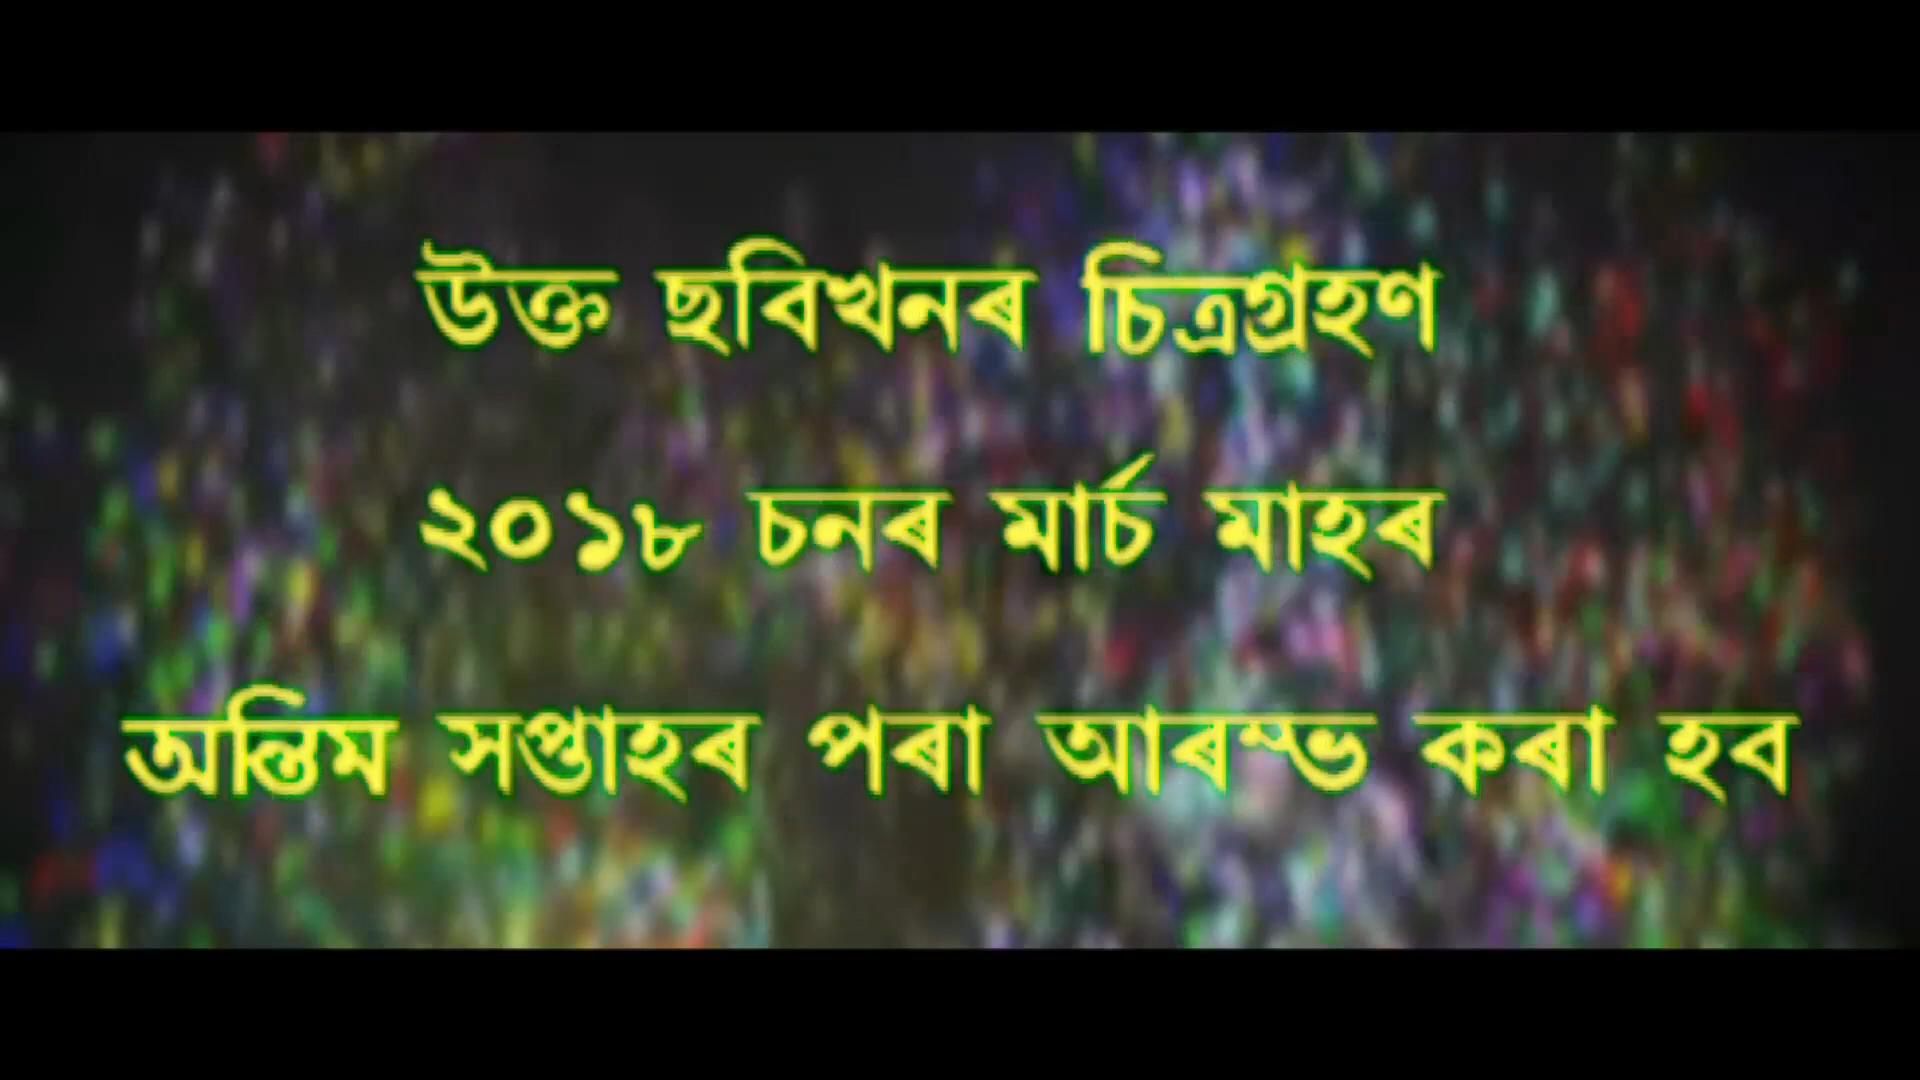 উক্ত ছবিখনৰ চিত্ৰগ্ৰহণ
২০১৮ চনৰ মাৰ্চ মাহৰ
অন্তিম সপ্তাহৰ পৰা আৰম্ভ কৰা হব